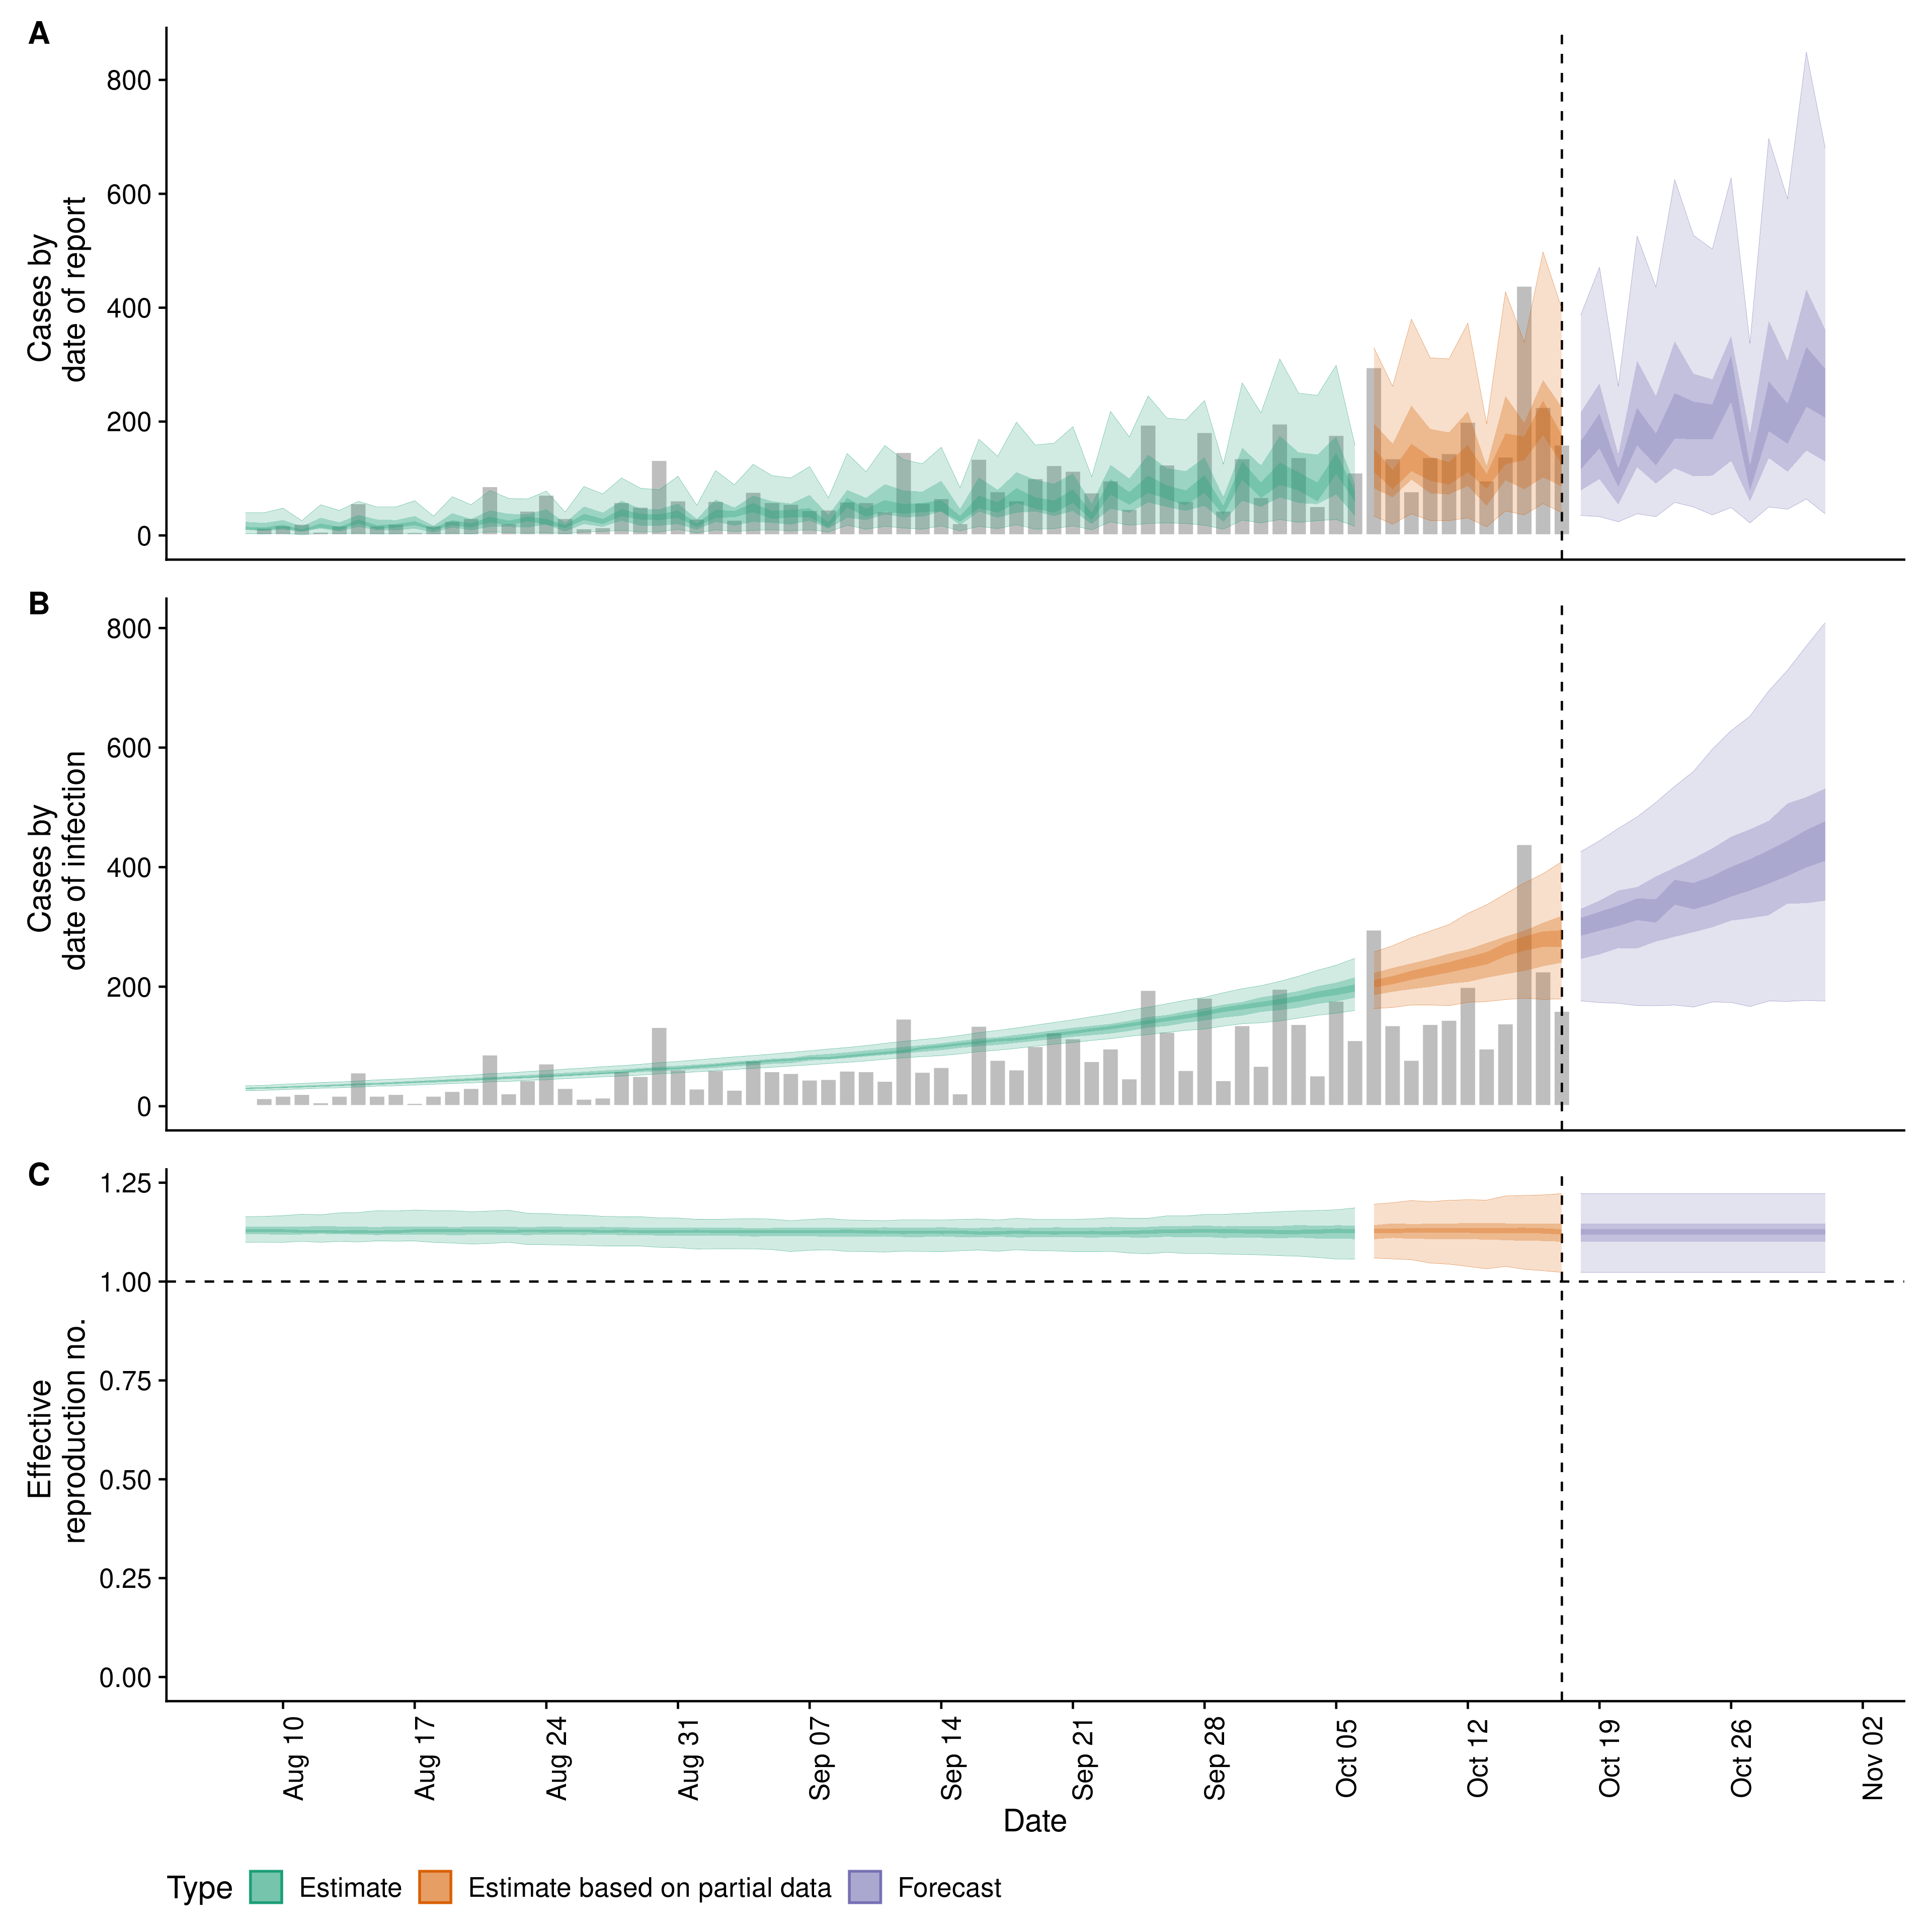 A
800
600
400
200
0
Cases by
date of report
B
800
600
400
200
0
Cases by
date of infection
C
1.25
1.00
0.75
0.50
0.25
0.00
Effective
reproduction no.
Aug 10
Aug 17
Aug 24
Aug 31
Sep 07
Sep 14
Sep 21
Sep 28
Oct 05
Oct 12
Oct 19
Oct 26
Nov 02
Date
Type Estimate Estimate based on partial data Forecast